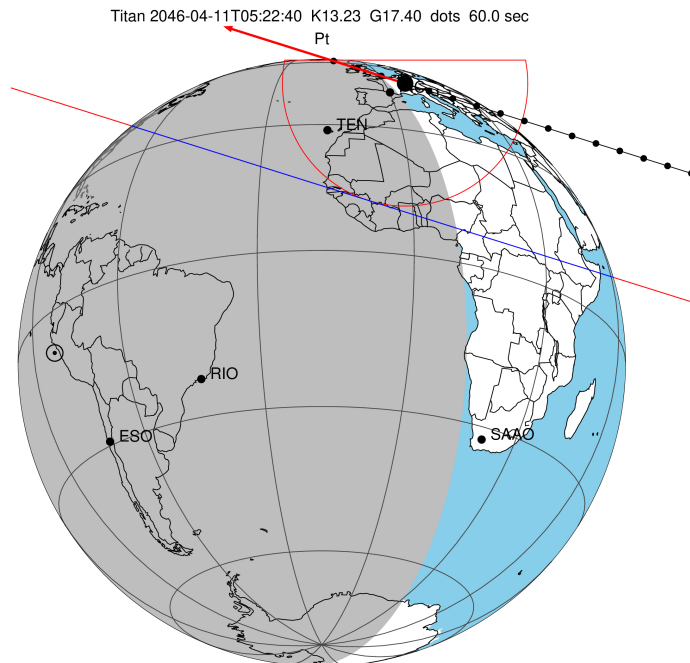 Titan 2046-04-11T05:22:40 K13.23 G17.40 dots 60.0 sec
Pt
TEN
RIO
ESO
SAAO